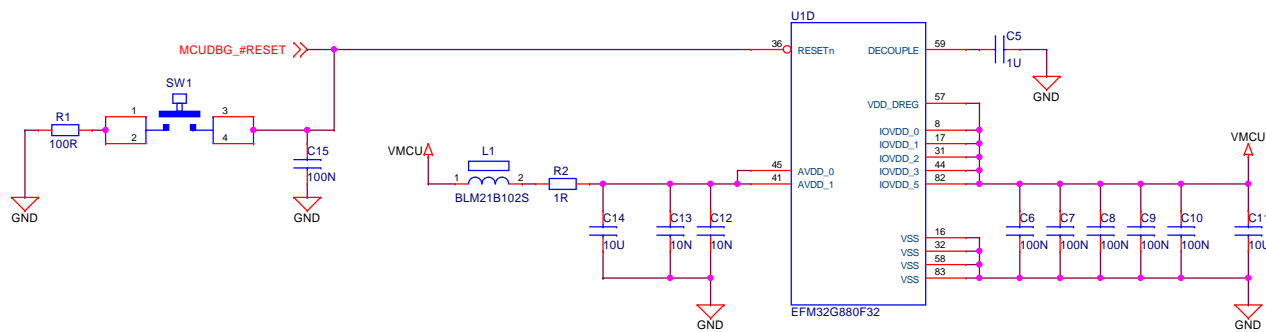 U1D
MCUDBG_#RESET
36
RESETn
DECOUPLE
59
C5
1U
GND
SW1
R1
100R
1
2
3
4
C15
100N
GND
GND
VDD_DREG
57
IOVDD_0
8
IOVDD_1
17
IOVDD_2
31
IOVDD_3
44
IOVDD_5
82
VMCU
VMCU
L1
1
2
BLM21B102S
R2
1R
45
AVDD_0
41
AVDD_1
C14
10U
C13
10N
C12
10N
GND
C6
100N
C7
100N
C8
100N
C9
100N
C10
100N
C11
10U
VSS
16
VSS
32
VSS
58
VSS
83
EFM32G880F32
GND